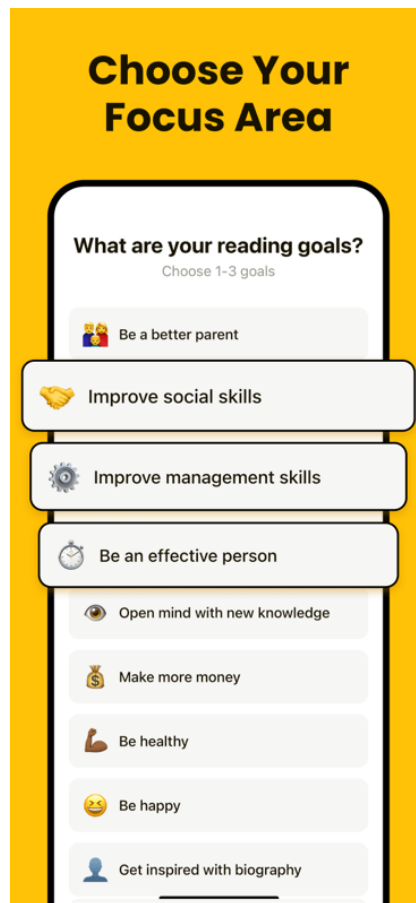 Choose Your
Focus Area
What are your reading goals?
Choose 1-3 goals
Be a better parent
Improve social skills
Improve management skills
Be an effective person
Open mind with new knowledge
Make more money
Be healthy
Be happy
Get inspired with biography